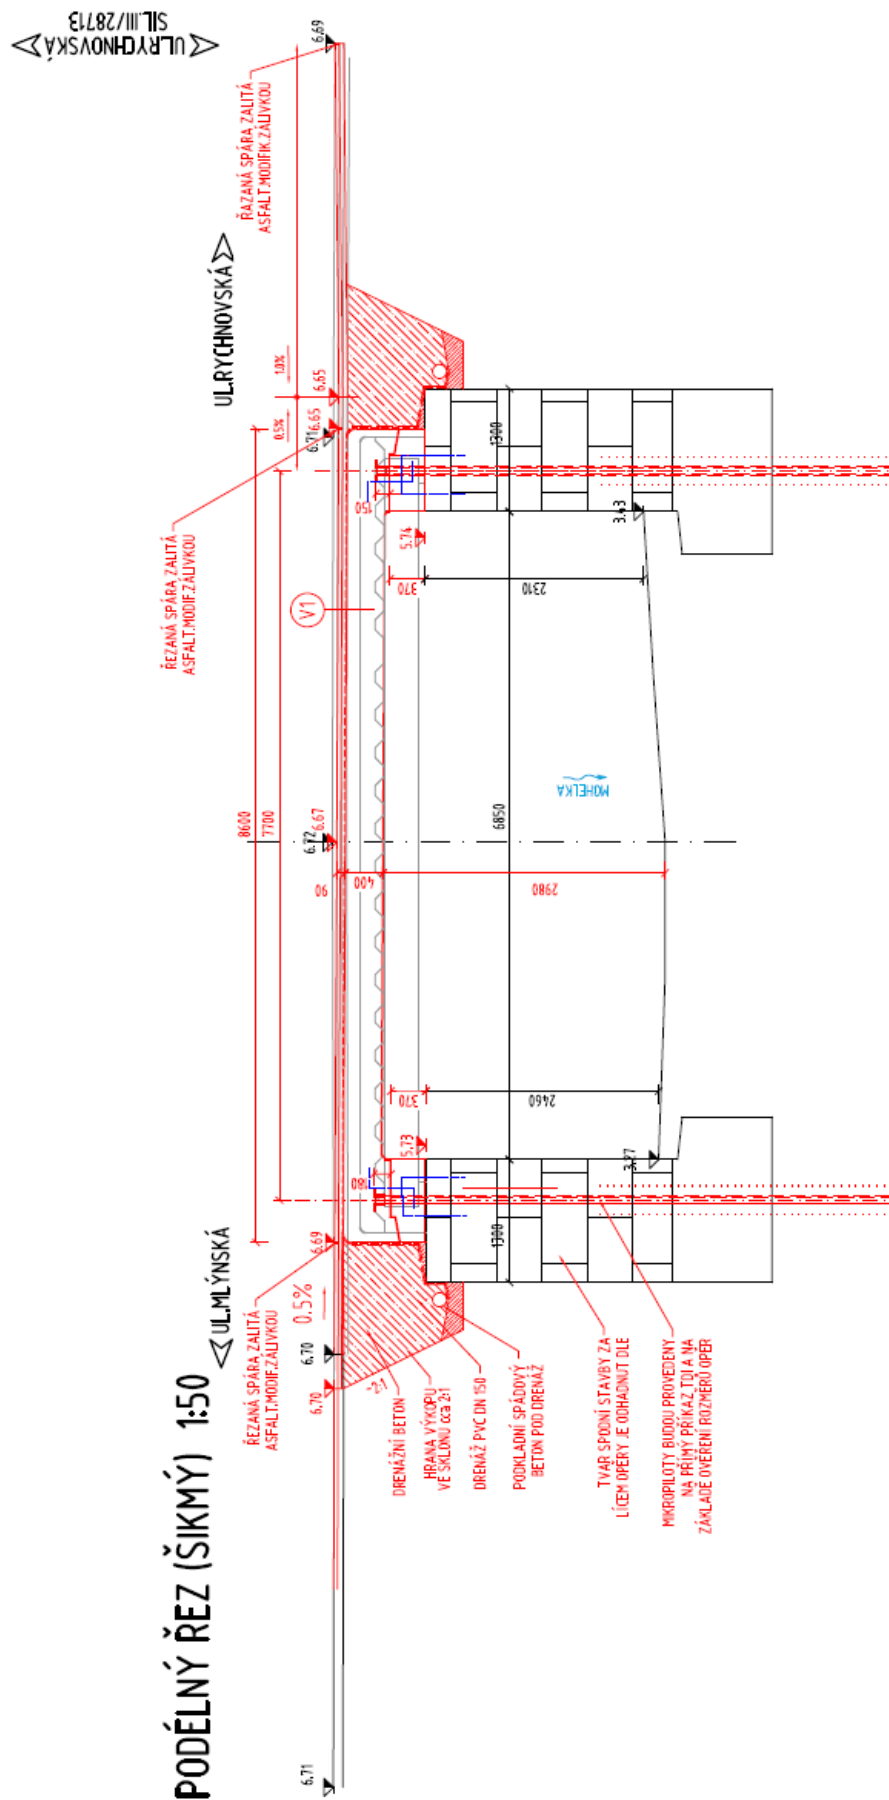 PODÉLNÝ ŘEZ (ŠIKMÝ) 1:50
UL.MLÝNSKÁ
UL.RYCHNOVSKÁ
UL.RYCHNOVSKÁ
SIL.III/28713
ŘEZANÁ SPÁRA ZALITÁ
ASFALT.MODIF.ZÁLIVKOU
ŘEZANÁ SPÁRA ZALITÁ
ASFALT.MODIF.ZÁLIVKOU
ŘAZANÁ SPÁRA ZALITÁ
ASFALT.MODIFIK.ZÁLIVKOU
8600
7700
0.5%
0.5%
1.0%
6.71
6.70
6.70
6.69
6.72
6.67
6.71
6.65
6.65
6.69
90
400
2980
V1
180
150
370
370
5.73
5.74
2460
2310
1300
6850
1300
3.27
3.43
MOHELKA
~2:1
DRENÁŽNÍ BETON
HRANA VÝKOPU
VE SKLONU cca 2:1
DRENÁŽ PVC DN 150
PODKLADNÍ SPÁDOVÝ
BETON POD DRENÁŽ
TVAR SPODNÍ STAVBY ZA
LÍCEM OPĚRY JE ODHADNUT DLE
MIKROPILOTY BUDOU PROVEDENY
NA PŘÍMÝ PŘÍKAZ TDI A NA
ZÁKLADE OVĚŘENÍ ROZMĚRŮ OPĚR